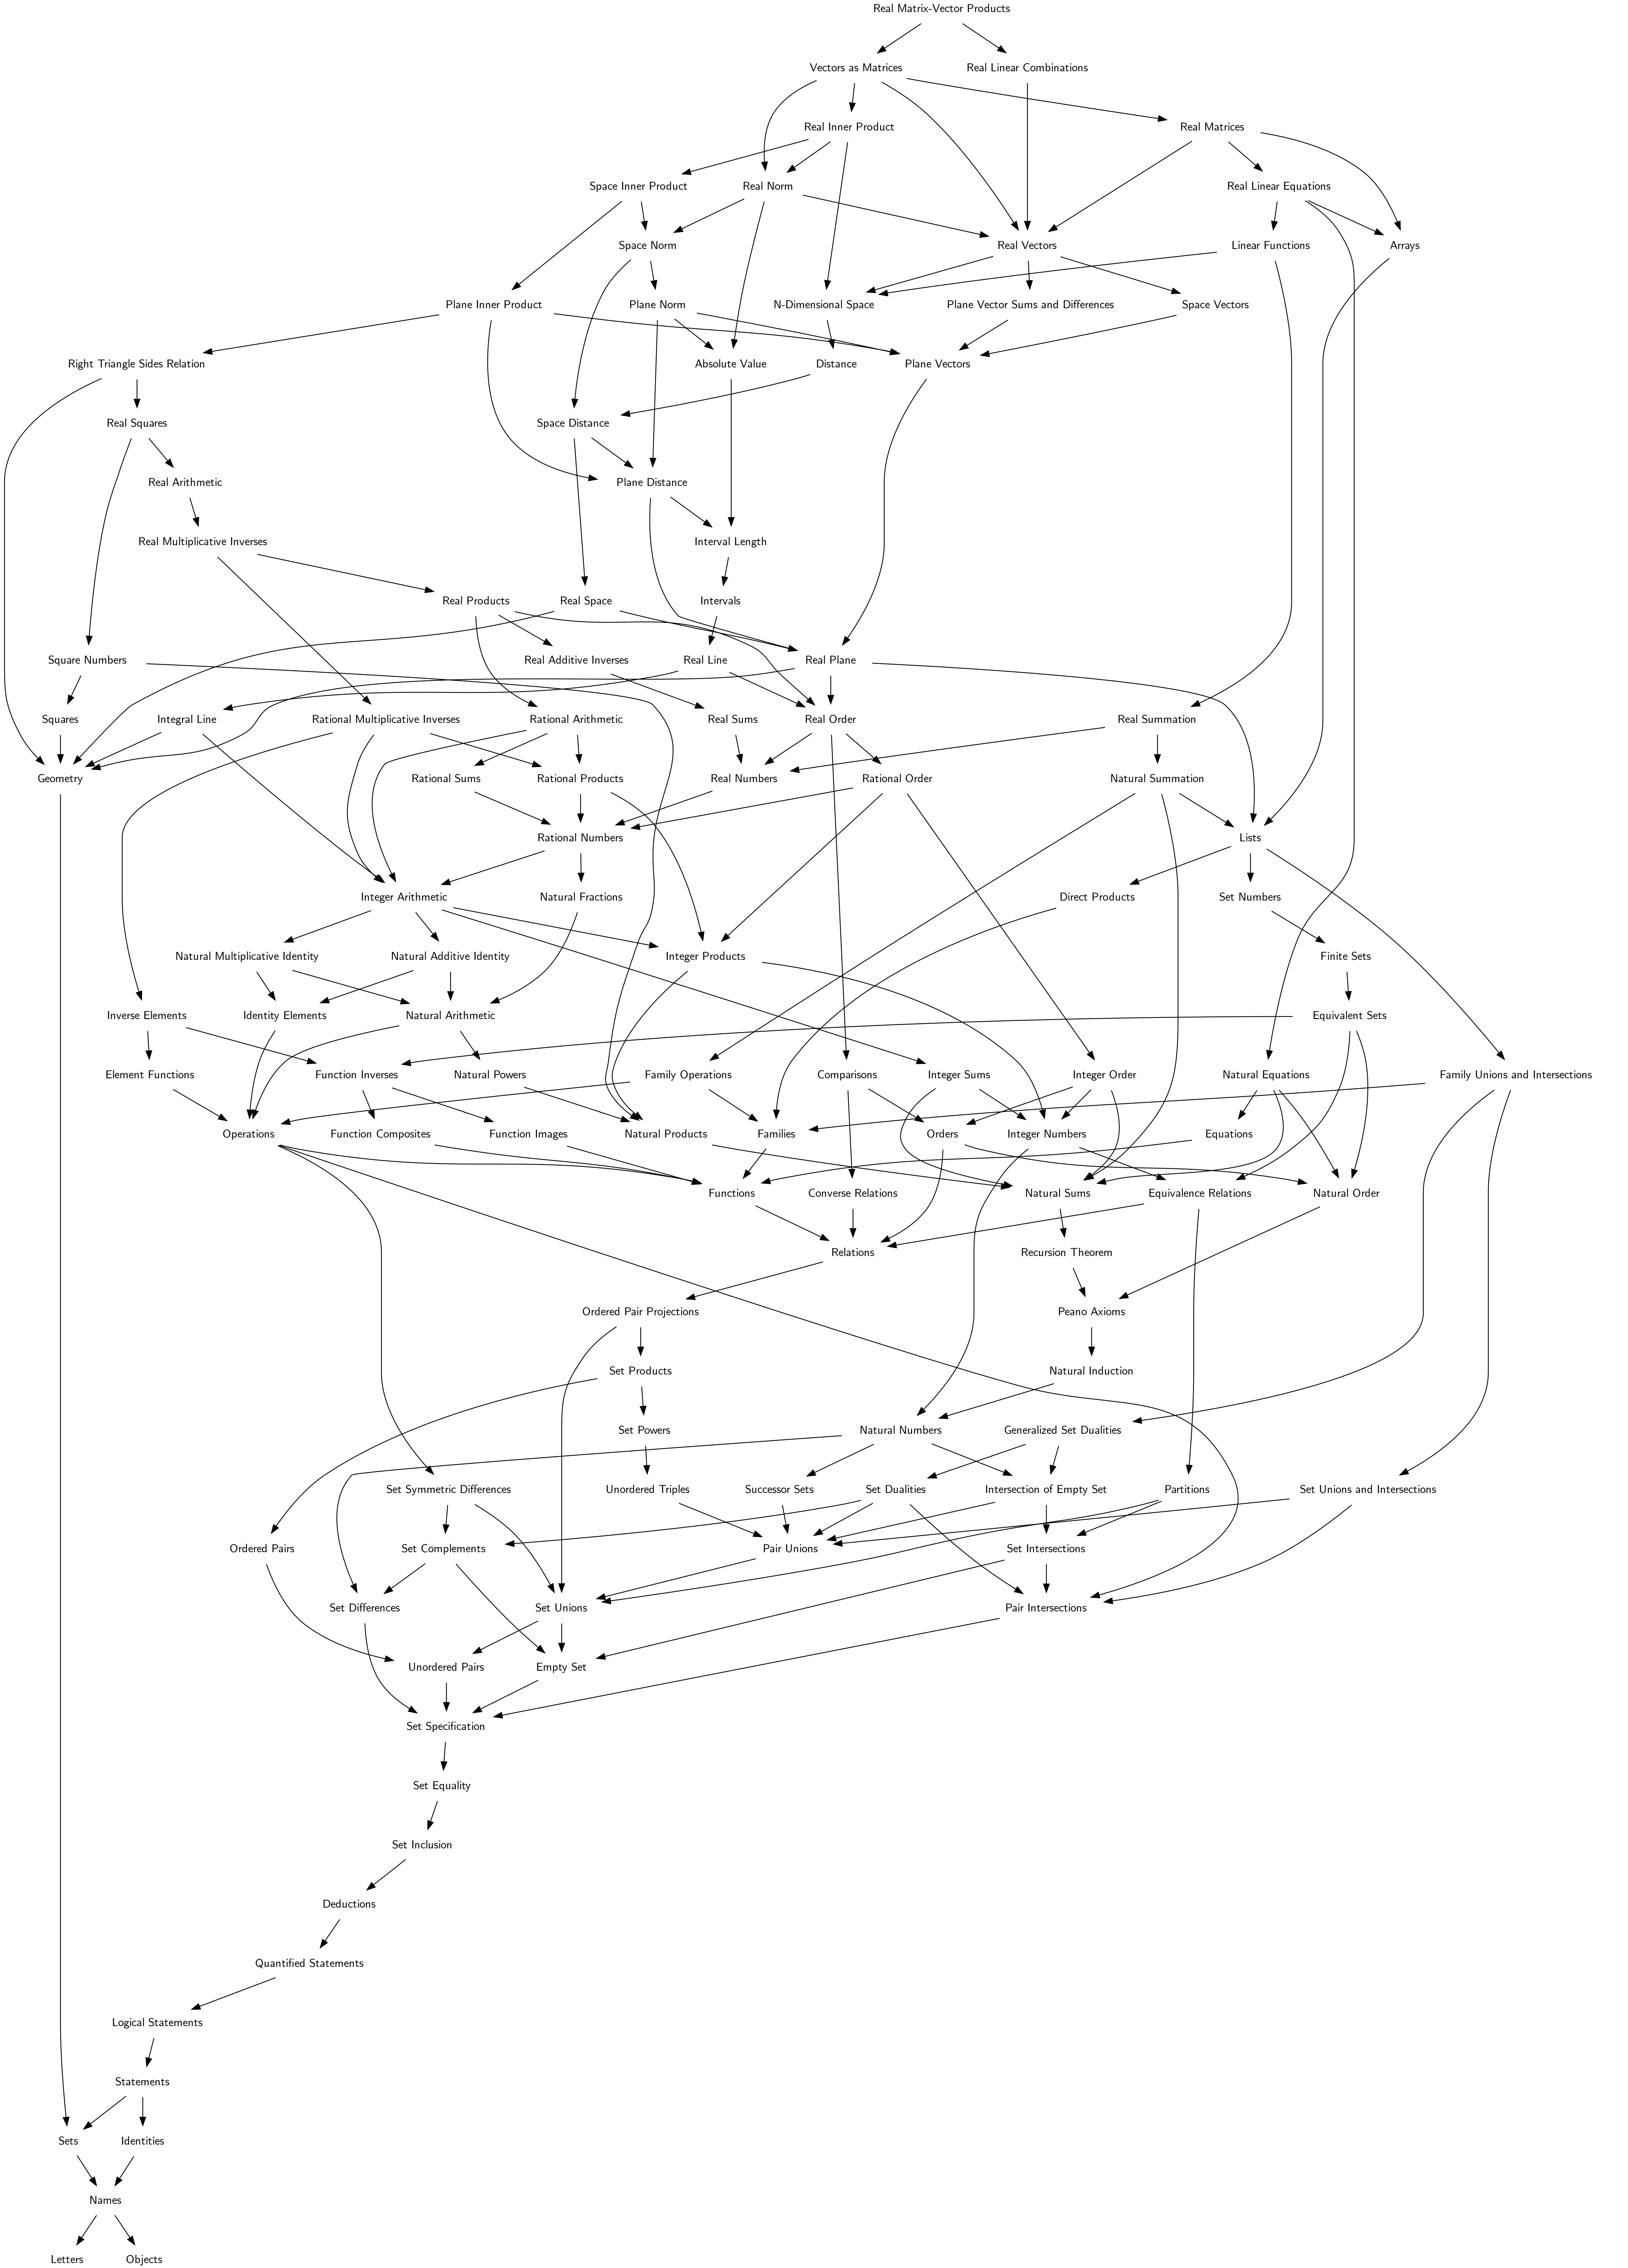 Real Matrix-Vector Products
Vectors as Matrices
Real Linear Combinations
Real Inner Product
Real Matrices
Space Inner Product
Real Norm
Real Linear Equations
Space Norm
Real Vectors
Linear Functions
Arrays
Plane Inner Product
Plane Norm
N-Dimensional Space
Plane Vector Sums and Differences
Space Vectors
Right Triangle Sides Relation
Absolute Value
Distance
Plane Vectors
Real Squares
Space Distance
Real Arithmetic
Plane Distance
Real Multiplicative Inverses
Interval Length
Real Products
Real Space
Intervals
Square Numbers
Real Additive Inverses
Real Line
Real Plane
Squares
Integral Line
Rational Multiplicative Inverses
Rational Arithmetic
Real Sums
Real Order
Real Summation
Geometry
Rational Sums
Rational Products
Real Numbers
Rational Order
Natural Summation
Rational Numbers
Lists
Integer Arithmetic
Natural Fractions
Direct Products
Set Numbers
Natural Multiplicative Identity
Natural Additive Identity
Integer Products
Finite Sets
Inverse Elements
Identity Elements
Natural Arithmetic
Equivalent Sets
Element Functions
Function Inverses
Natural Powers
Family Operations
Comparisons
Integer Sums
Integer Order
Natural Equations
Family Unions and Intersections
Operations
Function Composites
Function Images
Natural Products
Families
Orders
Integer Numbers
Equations
Functions
Converse Relations
Natural Sums
Equivalence Relations
Natural Order
Relations
Recursion Theorem
Ordered Pair Projections
Peano Axioms
Set Products
Natural Induction
Set Powers
Natural Numbers
Generalized Set Dualities
Set Symmetric Differences
Unordered Triples
Successor Sets
Set Dualities
Intersection of Empty Set
Partitions
Set Unions and Intersections
Ordered Pairs
Set Complements
Pair Unions
Set Intersections
Set Differences
Set Unions
Pair Intersections
Unordered Pairs
Empty Set
Set Specification
Set Equality
Set Inclusion
Deductions
Quantified Statements
Logical Statements
Statements
Sets
Identities
Names
Letters
Objects